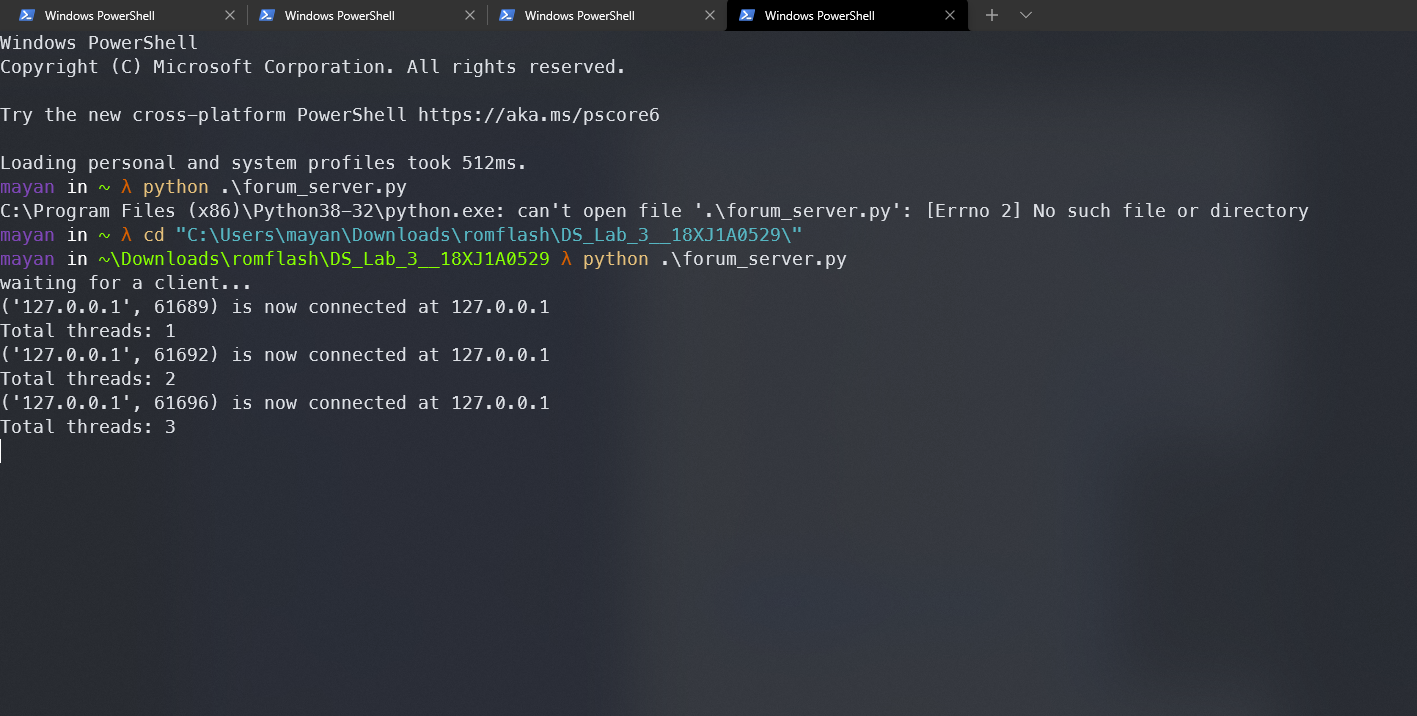 Windows PowerShell Windows PowerShell Windows PowerShell Windows PowerShell
Windows PowerShell
Copyright (C) Microsoft Corporation. All rights reserved.
Try the new cross-platform PowerShell https://aka.ms/pscore6
Loading personal and system profiles took 512ms.
mayan in ~ λ python .\forum_server.py
C:\Program Files (x86)\Python38-32\python.exe: can't open file '.\forum_server.py': [Errno 2] No such file or directory
mayan in ~ λ cd "C:\Users\mayan\Downloads\romflash\DS_Lab_3__18XJ1A0529\"
mayan in ~\Downloads\romflash\DS_Lab_3__18XJ1A0529 λ python .\forum_server.py
waiting for a client...
('127.0.0.1', 61689) is now connected at 127.0.0.1
Total threads: 1
('127.0.0.1', 61692) is now connected at 127.0.0.1
Total threads: 2
('127.0.0.1', 61696) is now connected at 127.0.0.1
Total threads: 3